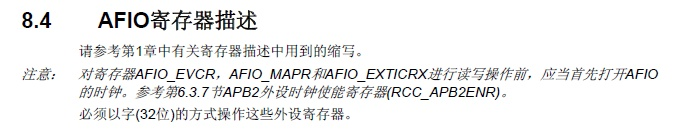 8.4 AFIO寄存器描述
请参考第1章中有关寄存器描述中用到的缩写。
注意： 对寄存器AFIO_EVCR，AFIO_MAPR和AFIO_EXTICRX进行读写操作前，应当首先打开AFIO
的时钟。参考第6.3.7节APB2外设时钟使能寄存器(RCC_APB2ENR)。
必须以字(32位)的方式操作这些外设寄存器。